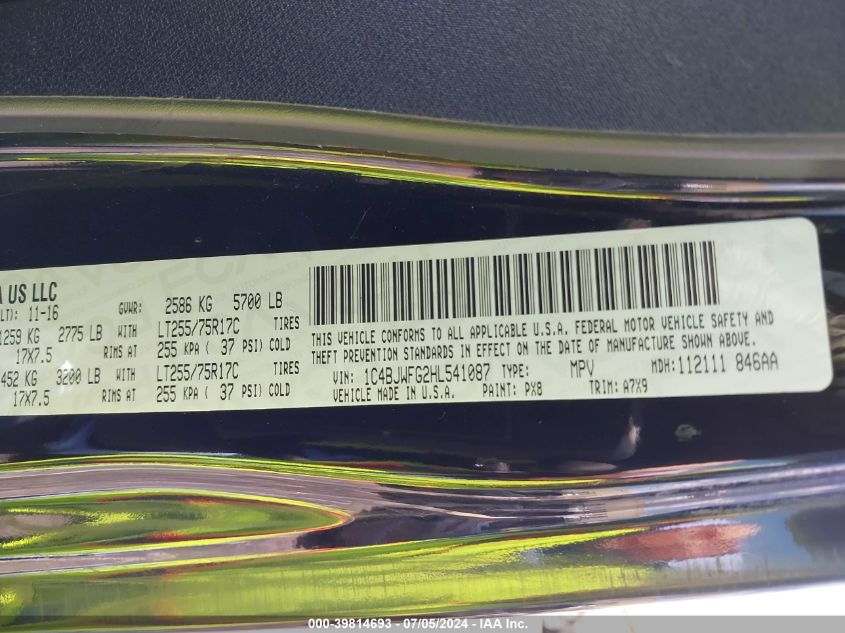 A US LLC
LT): 11-16 GVWR: 2586 KG 5700 LB
1259 KG 2775 LB WITH LT255/75R17C TIRES
17X7.5 RIMS AT 255 KPA ( 37 PSI) COLD
452 KG 3200 LB WITH LT255/75R17C TIRES
17X7.5 RIMS AT 255 KPA ( 37 PSI) COLD
THIS VEHICLE CONFORMS TO ALL APPLICABLE U.S.A. FEDERAL MOTOR VEHICLE SAFETY AND
THEFT PREVENTION STANDARDS IN EFFECT ON THE DATE OF MANUFACTURE SHOWN ABOVE.
VIN: 1C4BJWFG2HL541087 TYPE: MPV MDH: 112111 846AA
VEHICLE MADE IN U.S.A. PAINT: PX8 TRIM: A7X9
000-39814693 - 07/05/2024 - IAA Inc.